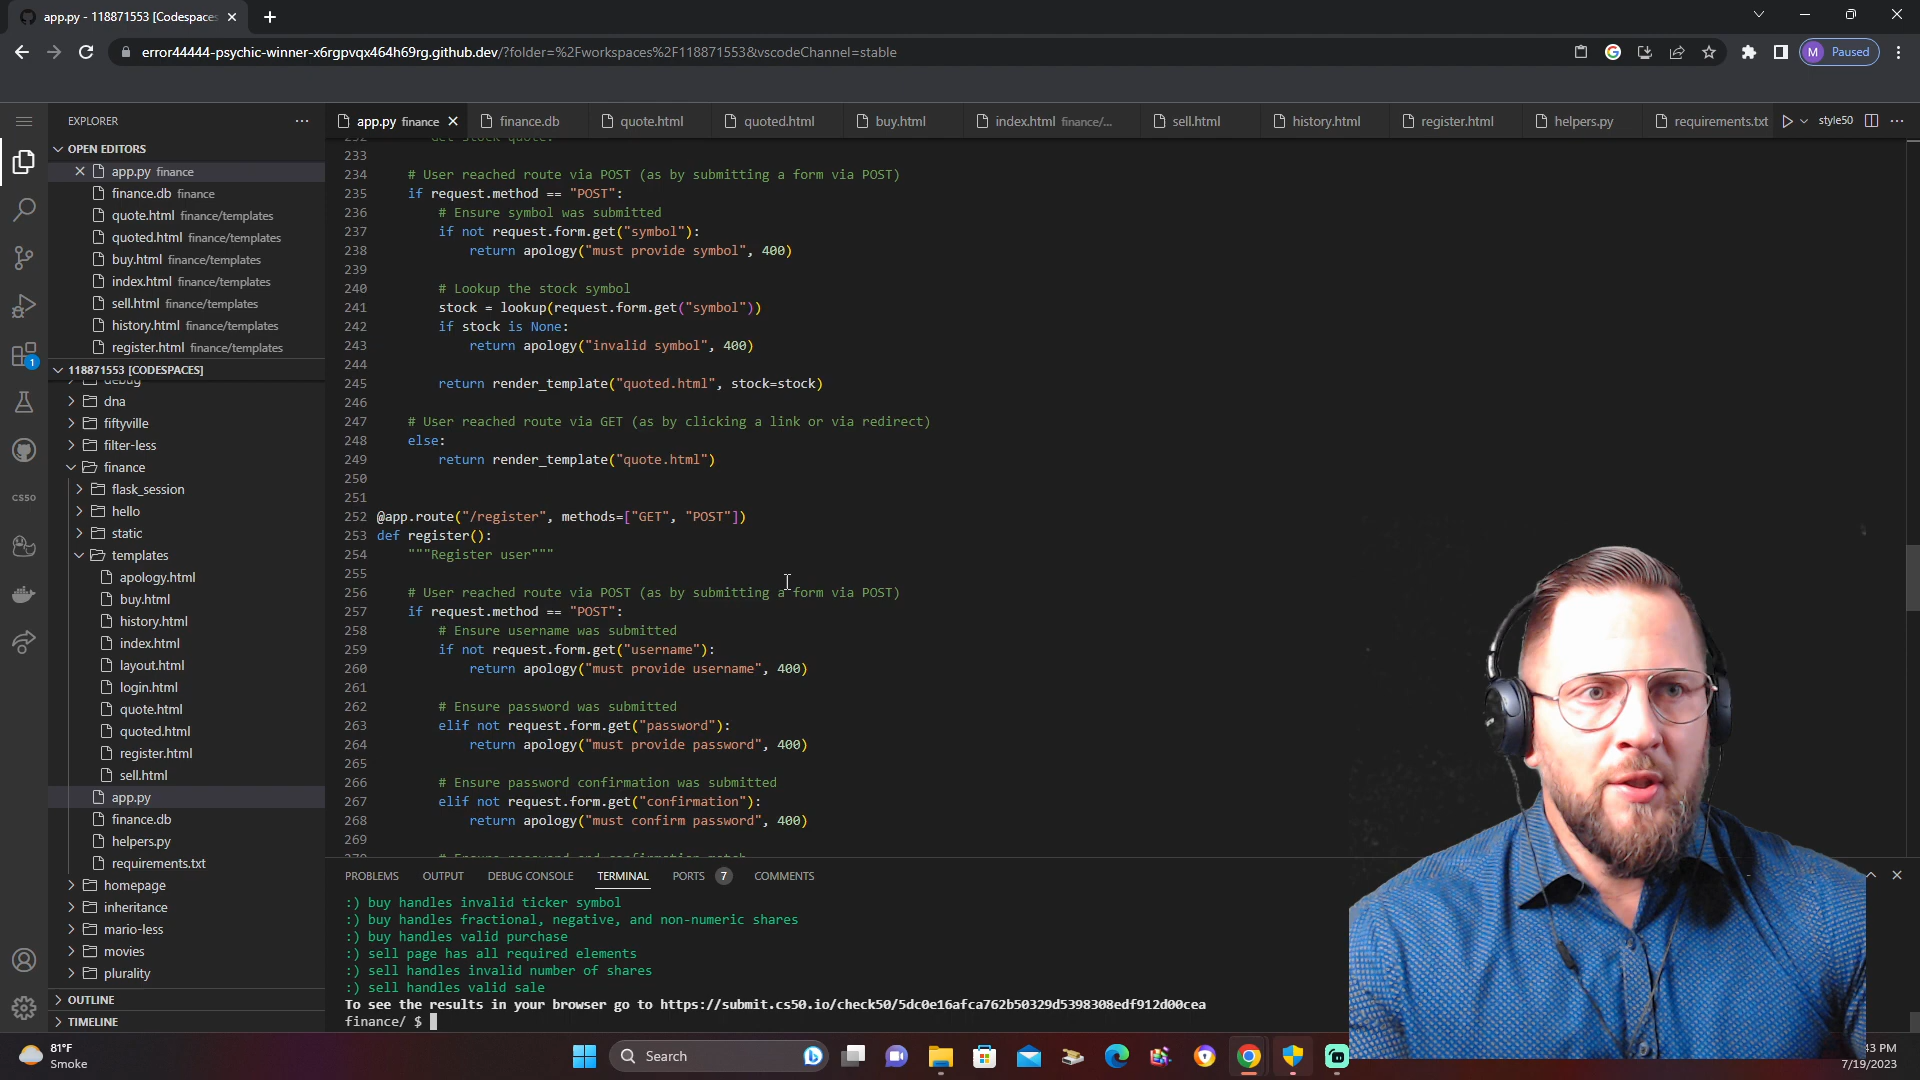 app.py - 118871553 [Codespaces
error44444-psychic-winner-x6rgpvqx464h69rg.github.dev/?folder=%2Fworkspaces%2F118871553&vscodeChannel=stable
M Paused
EXPLORER
OPEN EDITORS
app.py finance
finance.db finance
quote.html finance/templates
quoted.html finance/templates
buy.html finance/templates
index.html finance/templates
sell.html finance/templates
history.html finance/templates
register.html finance/templates
118871553 [CODESPACES]
debug
dna
fiftyville
filter-less
finance
flask_session
hello
static
templates
apology.html
buy.html
history.html
index.html
layout.html
login.html
quote.html
quoted.html
register.html
sell.html
app.py
finance.db
helpers.py
requirements.txt
homepage
inheritance
mario-less
movies
plurality
OUTLINE
TIMELINE
1
CS50
app.py finance
finance.db
quote.html
quoted.html
buy.html
index.html finance/...
sell.html
history.html
register.html
helpers.py
requirements.txt
style50
232 """Get stock quote."""
233
234 # User reached route via POST (as by submitting a form via POST)
235 if request.method == "POST":
236 # Ensure symbol was submitted
237 if not request.form.get("symbol"):
238 return apology("must provide symbol", 400)
239
240 # Lookup the stock symbol
241 stock = lookup(request.form.get("symbol"))
242 if stock is None:
243 return apology("invalid symbol", 400)
244
245 return render_template("quoted.html", stock=stock)
246
247 # User reached route via GET (as by clicking a link or via redirect)
248 else:
249 return render_template("quote.html")
250
251
252 @app.route("/register", methods=["GET", "POST"])
253 def register():
254 """Register user"""
255
256 # User reached route via POST (as by submitting a form via POST)
257 if request.method == "POST":
258 # Ensure username was submitted
259 if not request.form.get("username"):
260 return apology("must provide username", 400)
261
262 # Ensure password was submitted
263 elif not request.form.get("password"):
264 return apology("must provide password", 400)
265
266 # Ensure password confirmation was submitted
267 elif not request.form.get("confirmation"):
268 return apology("must confirm password", 400)
269
270 # Ensure password and confirmation match
PROBLEMS OUTPUT DEBUG CONSOLE TERMINAL PORTS 7 COMMENTS
:) buy handles invalid ticker symbol
:) buy handles fractional, negative, and non-numeric shares
:) buy handles valid purchase
:) sell page has all required elements
:) sell handles invalid number of shares
:) sell handles valid sale
To see the results in your browser go to https://submit.cs50.io/check50/5dc0e16afca762b50329d5398308edf912d00cea
finance/ $
81°F
Smoke
Search
43 PM
7/19/2023